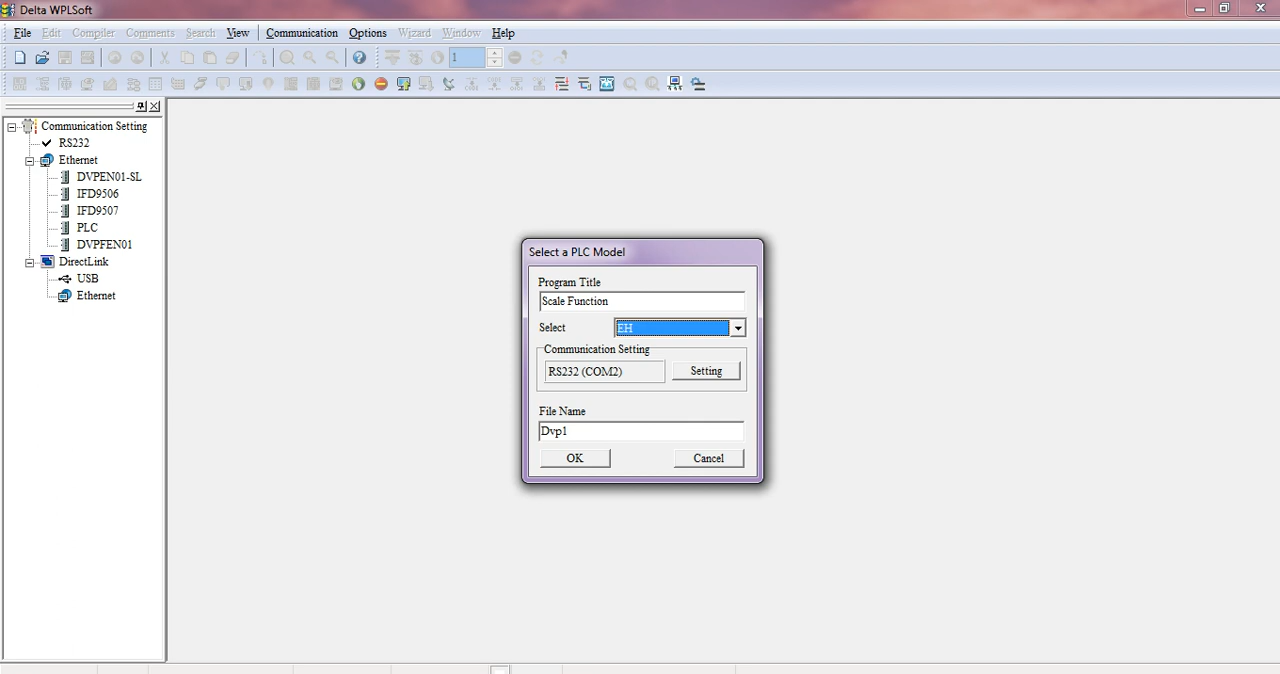 Delta WPLSoft
File Edit Compiler Comments Search View Communication Options Wizard Window Help
1
Communication Setting
RS232
Ethernet
DVPEN01-SL
IFD9506
IFD9507
PLC
DVPFEN01
DirectLink
USB
Ethernet
Select a PLC Model
Program Title
Scale Function
Select EH
Communication Setting
RS232 (COM2) Setting
File Name
Dvp1
OK Cancel